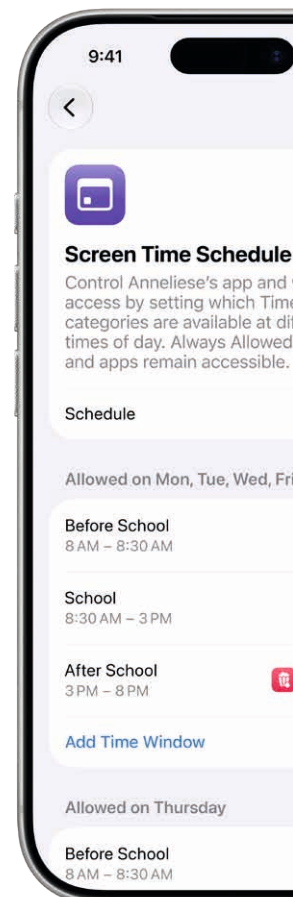 9:41
Screen Time Schedule
Control Anneliese's app and
access by setting which Time
categories are available at
times of day. Always Allowed
and apps remain accessible.
Schedule
Allowed on Mon, Tue, Wed, Fri
Before School
8 AM – 8:30 AM
School
8:30 AM – 3 PM
After School
3 PM – 8 PM
Add Time Window
Allowed on Thursday
Before School
8 AM – 8:30 AM